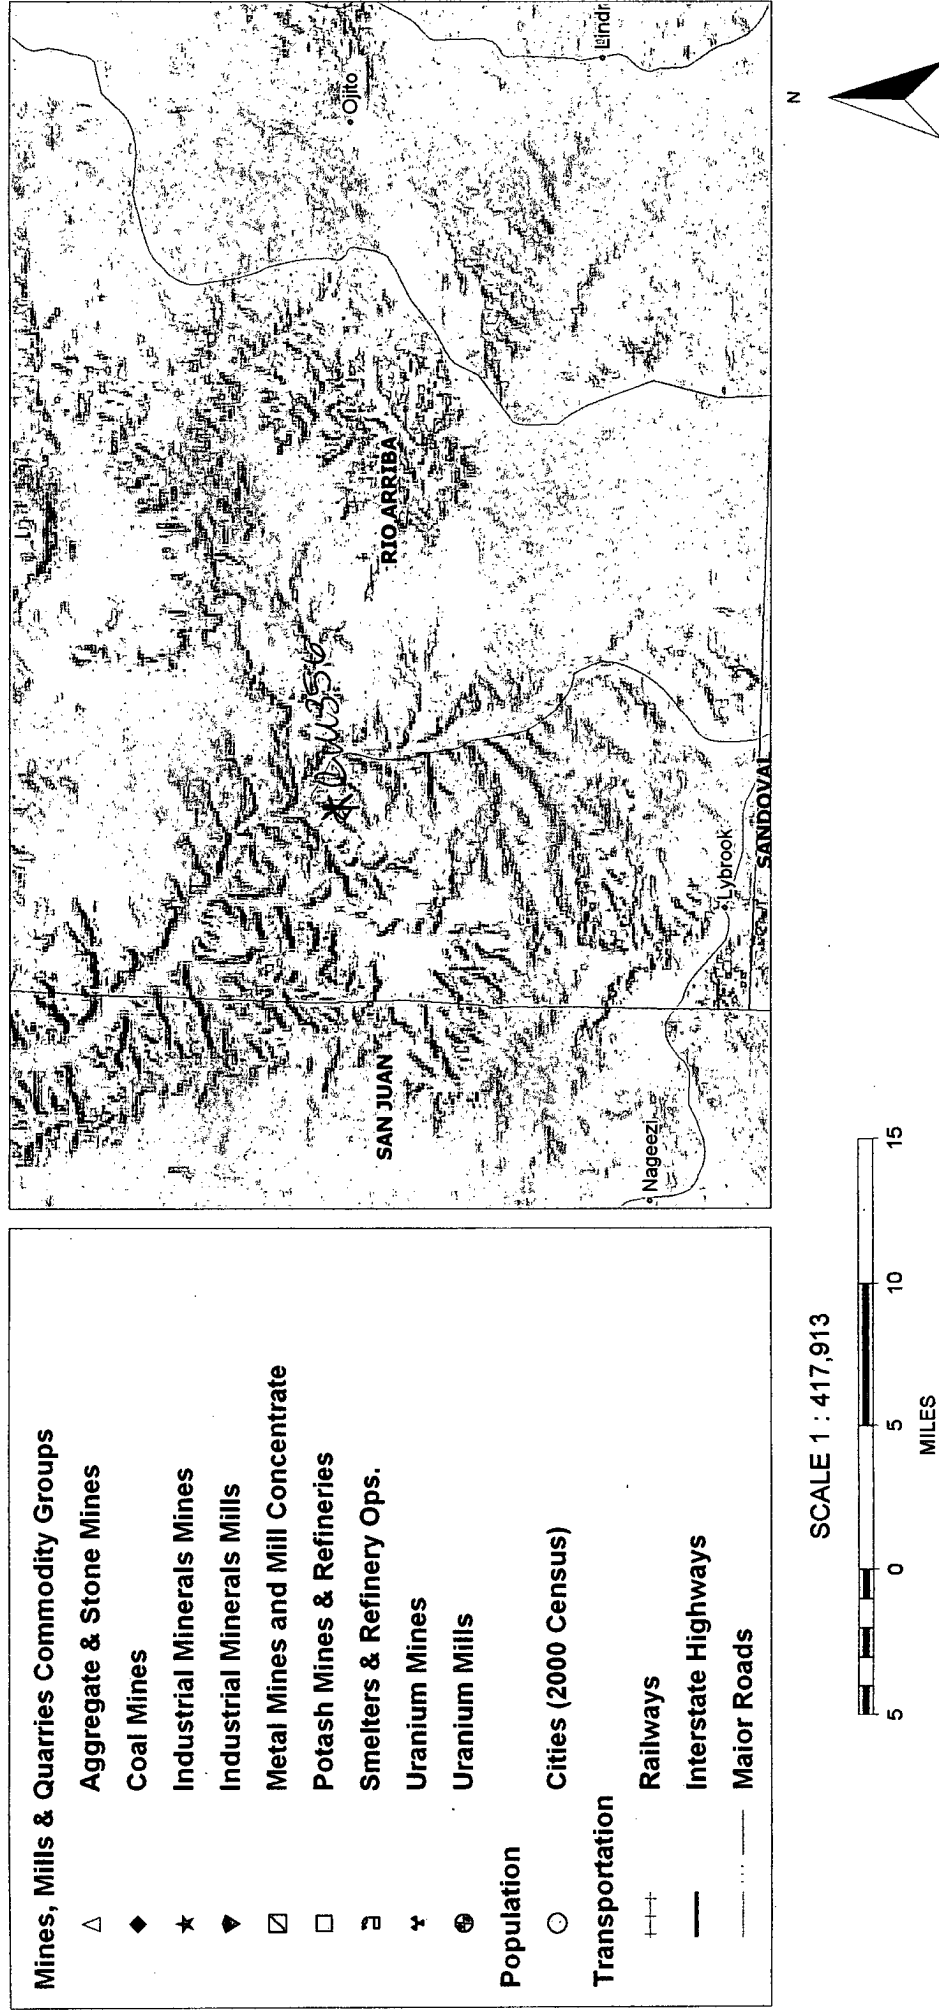 Mines, Mills & Quarries Commodity Groups
Aggregate & Stone Mines
Coal Mines
Industrial Minerals Mines
Industrial Minerals Mills
Metal Mines and Mill Concentrate
Potash Mines & Refineries
Smelters & Refinery Ops.
Uranium Mines
Uranium Mills
Population
Cities (2000 Census)
Transportation
Railways
Interstate Highways
Major Roads
Ojito
Lindr
RIO ARRIBA
SAN JUAN
Lybrook
SANDOVAL
Nageezi
SCALE 1 : 417,913
5 0 5 10 15
MILES
N